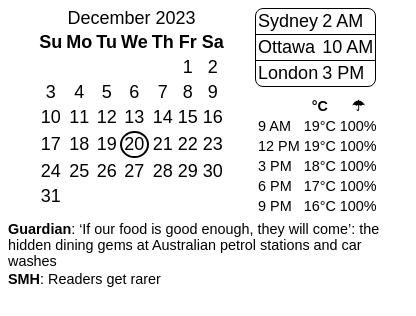 December 2023
Su Mo Tu We Th Fr Sa
1 2
3 4 5 6 7 8 9
10 11 12 13 14 15 16
17 18 19 20 21 22 23
24 25 26 27 28 29 30
31
Sydney 2 AM
Ottawa 10 AM
London 3 PM
°C ☂
9 AM 19°C 100%
12 PM 19°C 100%
3 PM 18°C 100%
6 PM 17°C 100%
9 PM 16°C 100%
Guardian: ‘If our food is good enough, they will come’: the
hidden dining gems at Australian petrol stations and car
washes
SMH: Readers get rarer